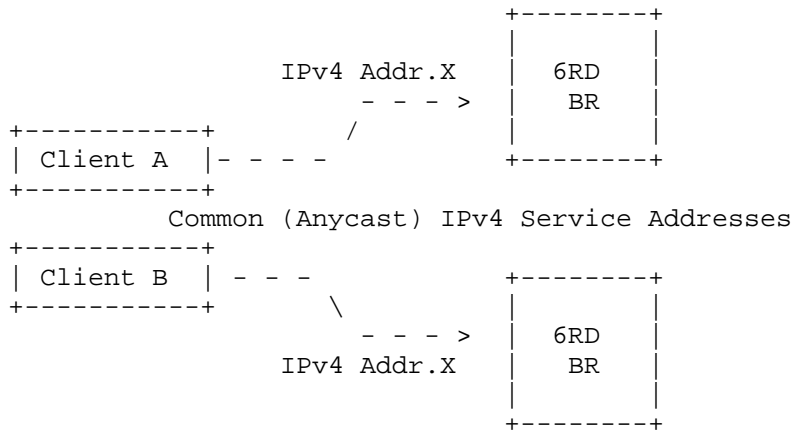 IPv4 Addr.X
6RD
BR
Client A
Common (Anycast) IPv4 Service Addresses
Client B
6RD
IPv4 Addr.X
BR